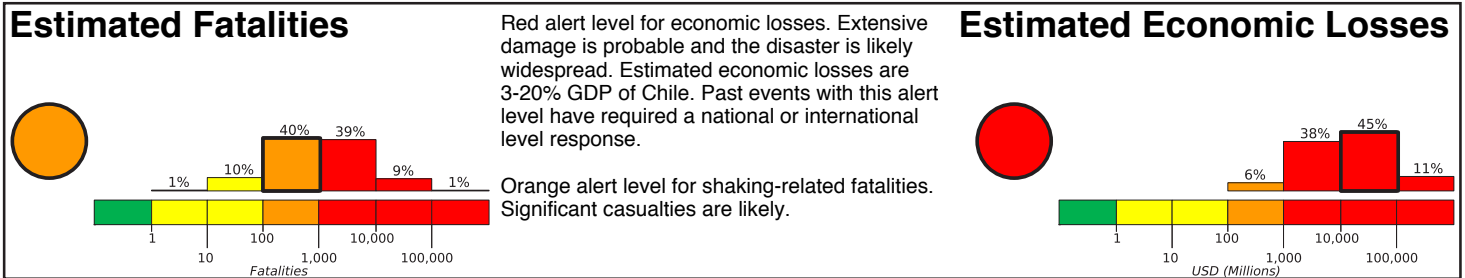 Estimated Fatalities
1%
10%
40%
39%
9%
1%
1
100
10,000
10
1,000
100,000
Fatalities
Red alert level for economic losses. Extensive
damage is probable and the disaster is likely
widespread. Estimated economic losses are
3-20% GDP of Chile. Past events with this alert
level have required a national or international
level response.
Orange alert level for shaking-related fatalities.
Significant casualties are likely.
Estimated Economic Losses
6%
38%
45%
11%
1
100
10,000
10
1,000
100,000
USD (Millions)